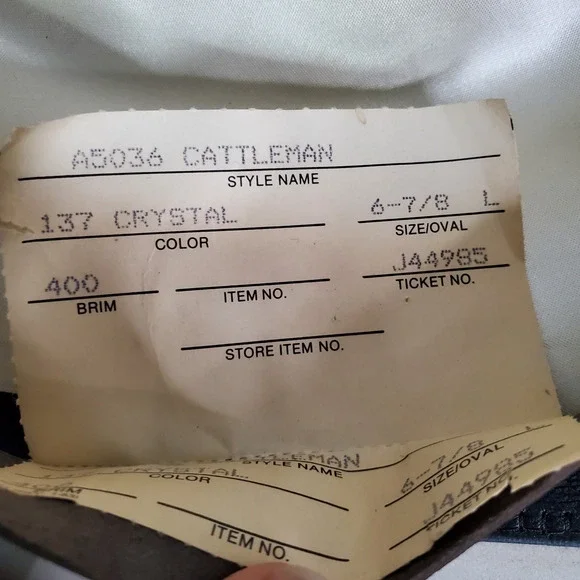 A5036 CATTLEMAN
STYLE NAME
137 CRYSTAL 6-7/8 L
COLOR SIZE/OVAL
400 J44985
BRIM ITEM NO. TICKET NO.
STORE ITEM NO.
STYLE NAME
CRYSTAL 6-7/8 L
COLOR SIZE/OVAL
J44985
ITEM NO. TICKET NO.